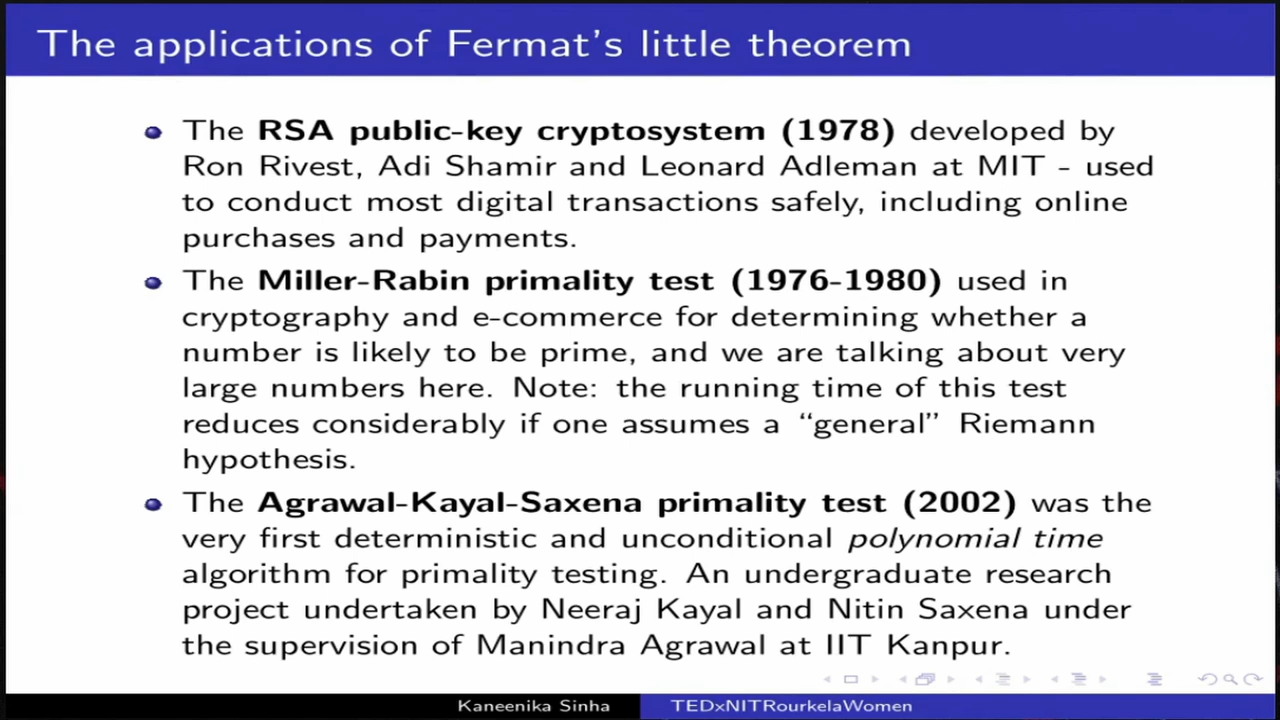 The applications of Fermat's little theorem
The RSA public-key cryptosystem (1978) developed by
Ron Rivest, Adi Shamir and Leonard Adleman at MIT - used
to conduct most digital transactions safely, including online
purchases and payments.
The Miller-Rabin primality test (1976-1980) used in
cryptography and e-commerce for determining whether a
number is likely to be prime, and we are talking about very
large numbers here. Note: the running time of this test
reduces considerably if one assumes a “general” Riemann
hypothesis.
The Agrawal-Kayal-Saxena primality test (2002) was the
very first deterministic and unconditional polynomial time
algorithm for primality testing. An undergraduate research
project undertaken by Neeraj Kayal and Nitin Saxena under
the supervision of Manindra Agrawal at IIT Kanpur.
Kaneenika Sinha
TEDxNITRourkelaWomen